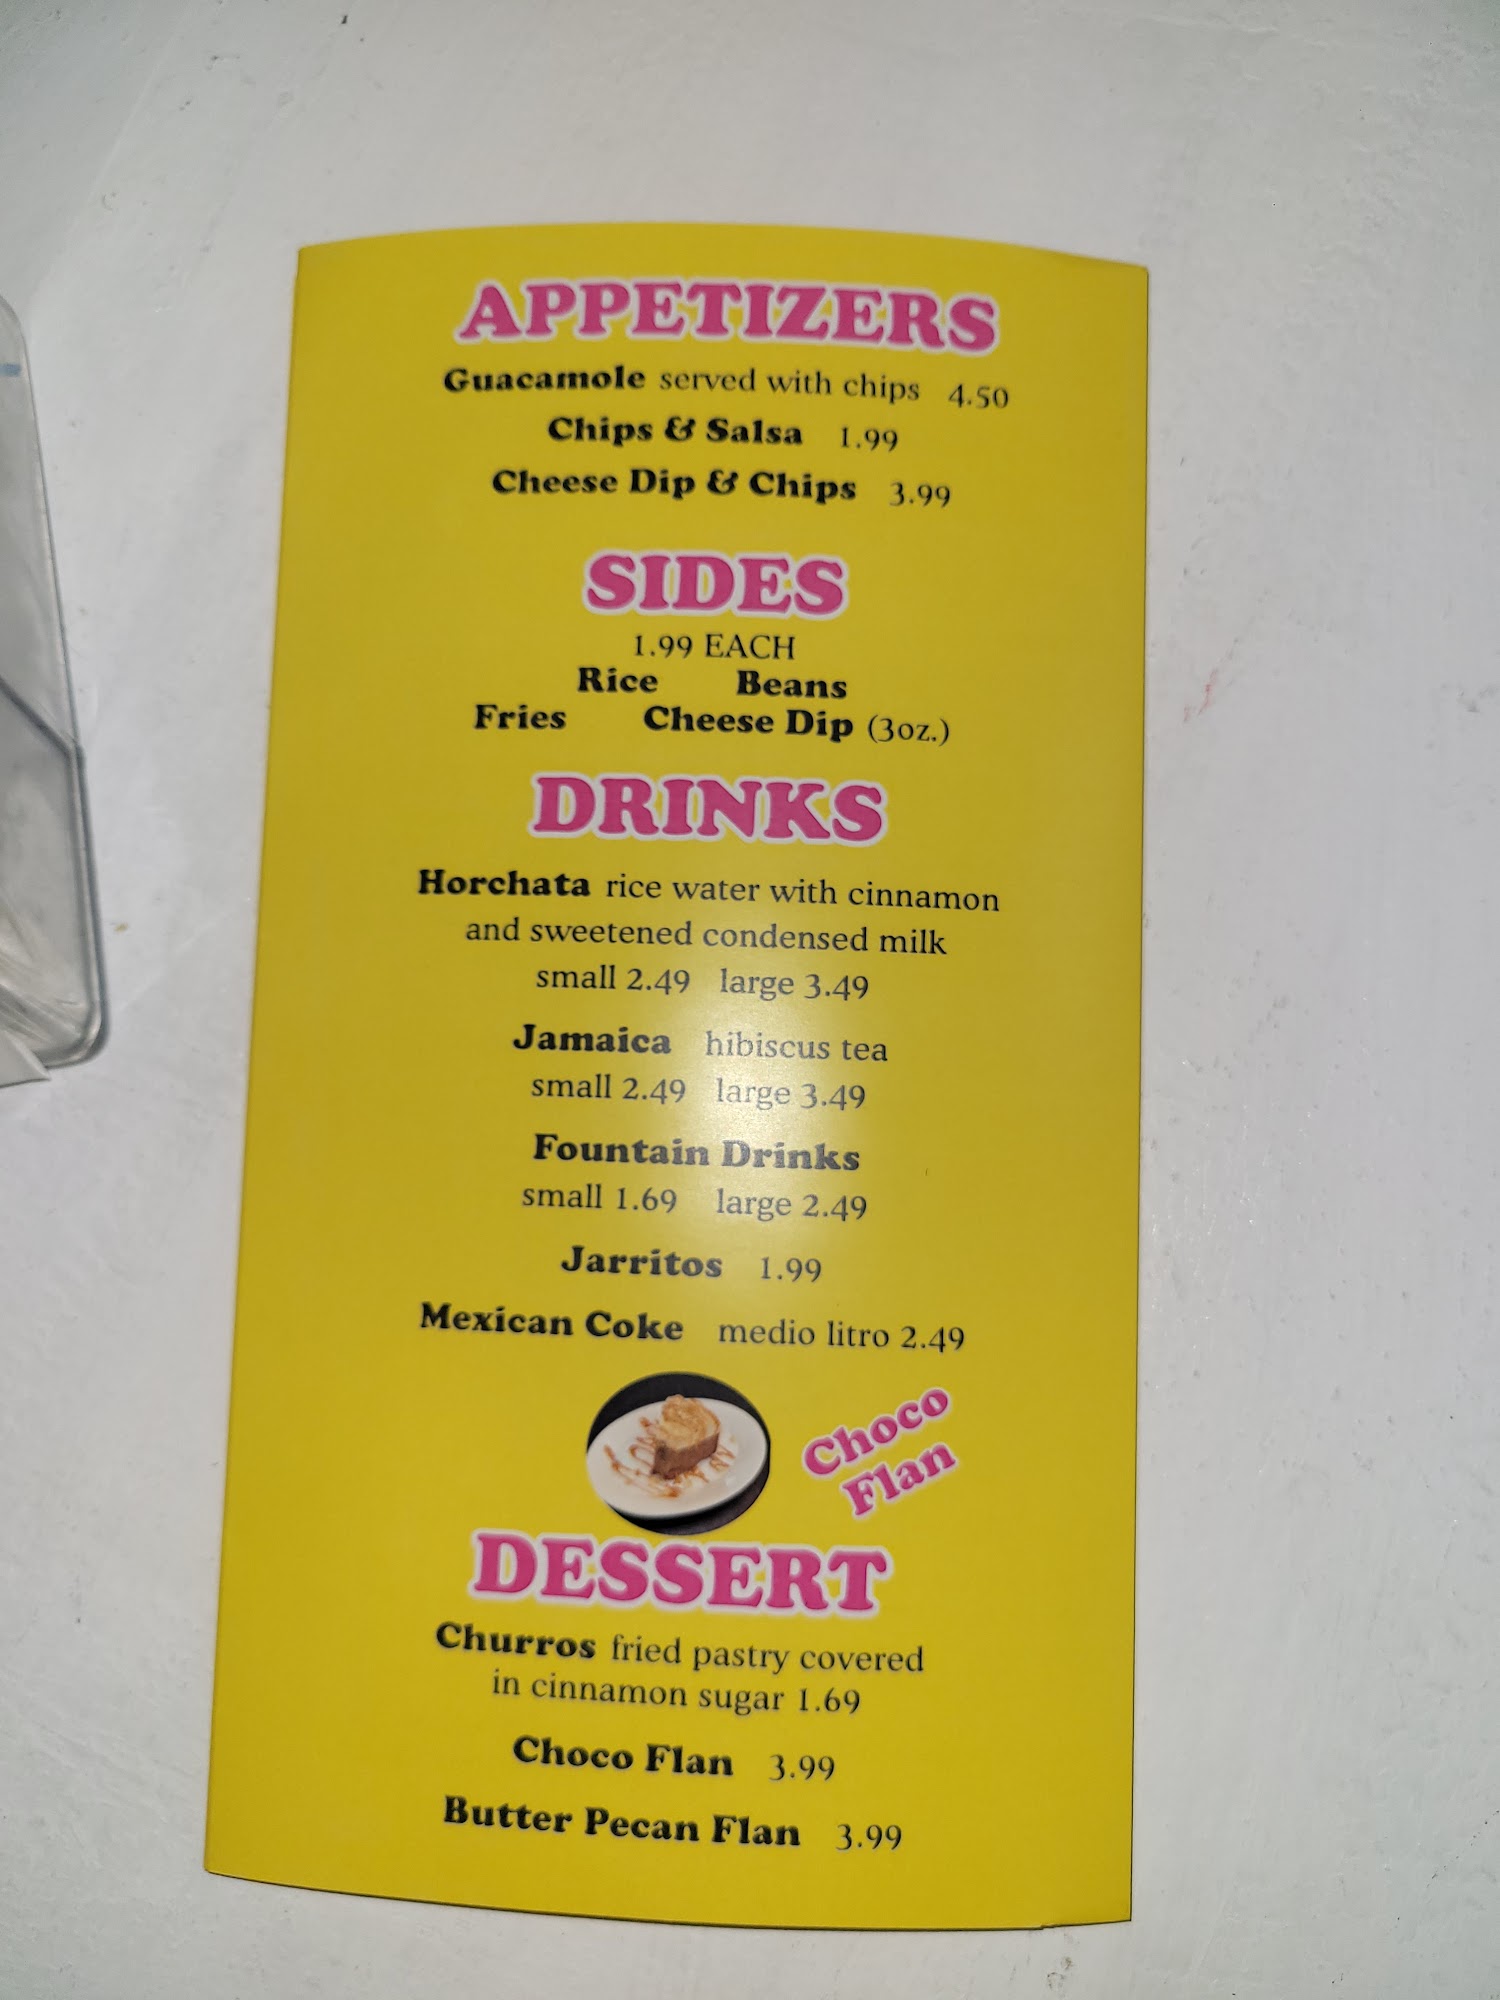 APPETIZERS
Guacamole served with chips 4.50
Chips & Salsa 1.99
Cheese Dip & Chips 3.99
SIDES
1.99 EACH
Rice Beans
Fries Cheese Dip (3oz.)
DRINKS
Horchata rice water with cinnamon
and sweetened condensed milk
small 2.49 large 3.49
Jamaica hibiscus tea
small 2.49 large 3.49
Fountain Drinks
small 1.69 large 2.49
Jarritos 1.99
Mexican Coke medio litro 2.49
Choco
Flan
DESSERT
Churros fried pastry covered
in cinnamon sugar 1.69
Choco Flan 3.99
Butter Pecan Flan 3.99